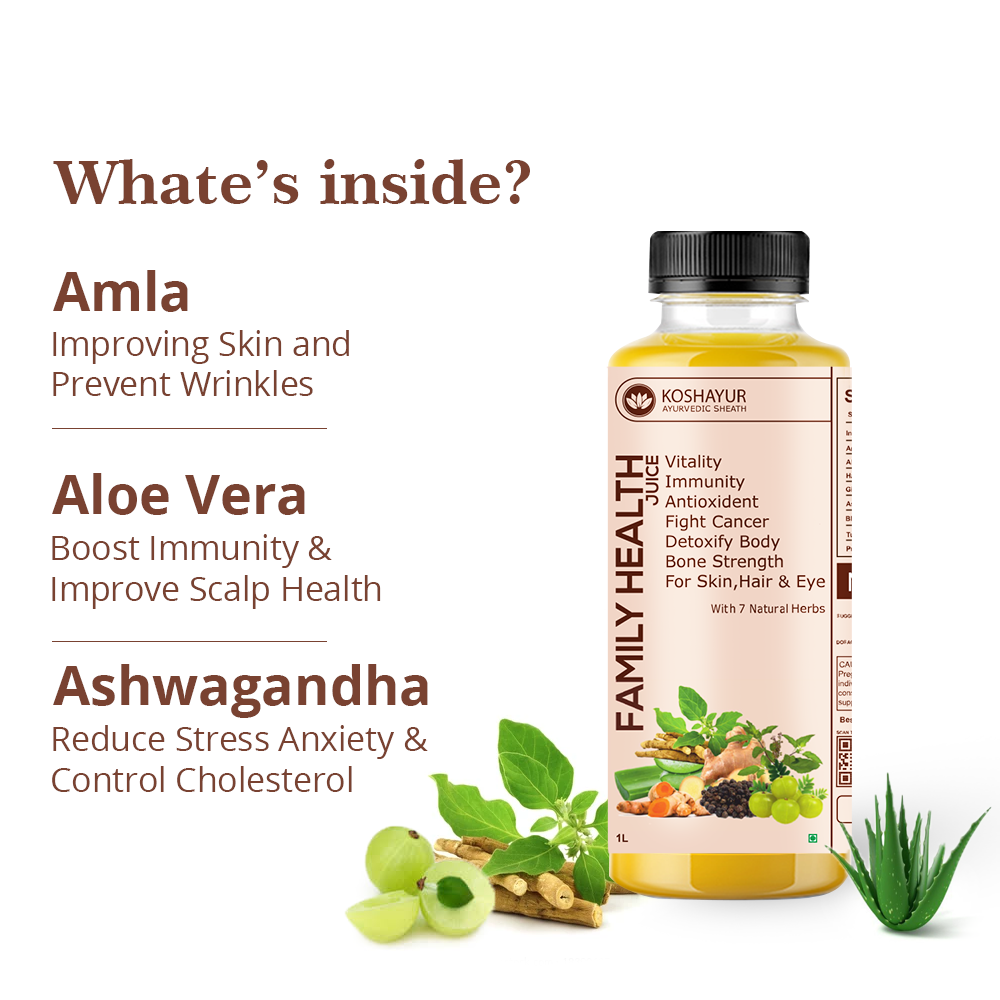 Whate's inside?
Amla
Improving Skin and
Prevent Wrinkles
Aloe Vera
Boost Immunity &
Improve Scalp Health
Ashwagandha
Reduce Stress Anxiety &
Control Cholesterol
KOSHAYUR
AYURVEDIC SHEATH
FAMILY HEALTH
JUICE
Vitality
Immunity
Antioxident
Fight Cancer
Detoxify Body
Bone Strength
For Skin,Hair & Eye
With 7 Natural Herbs
1L